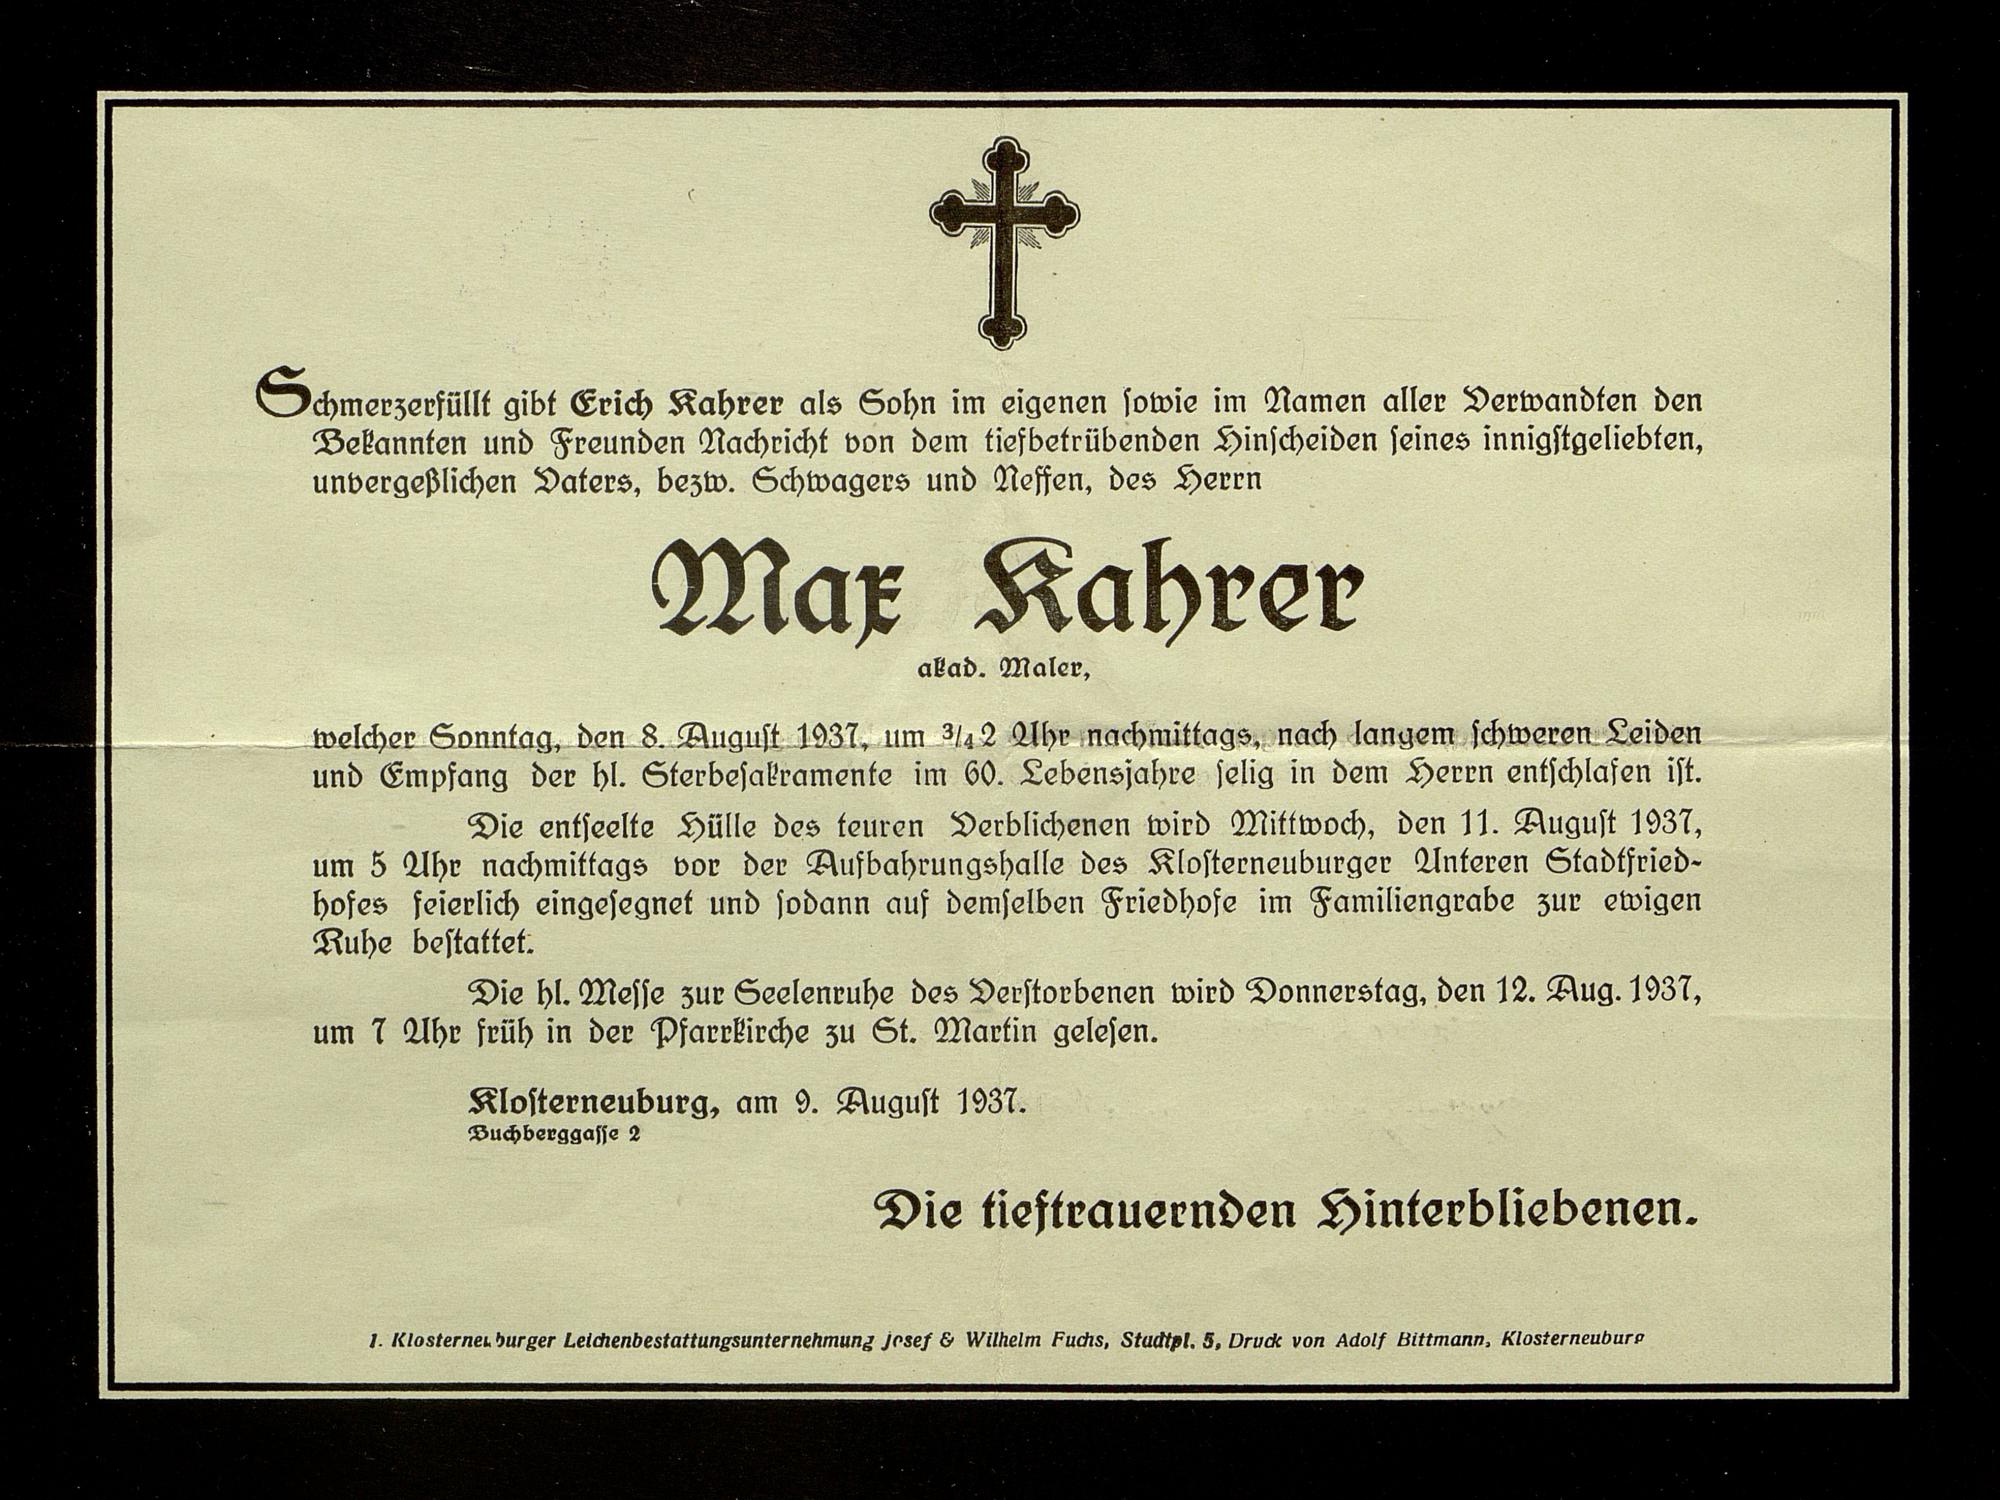 Schmerzerfüllt gibt Erich Kahrer als Sohn im eigenen sowie im Namen aller Verwandten den
Bekannten und Freunden Nachricht von dem tiefbetrübenden Hinscheiden seines innigstgeliebten,
unvergeßlichen Vaters, bezw. Schwagers und Neffen, des Herrn
Max Kahrer
akad. Maler,
welcher Sonntag, den 8. August 1937, um 3/4 2 Uhr nachmittags, nach langem schweren Leiden
und Empfang der hl. Sterbesakramente im 60. Lebensjahre selig in dem Herrn entschlafen ist.
Die entseelte Hülle des teuren Verblichenen wird Mittwoch, den 11. August 1937,
um 5 Uhr nachmittags vor der Aufbahrungshalle des Klosterneuburger Unteren Stadtfried-
hofes feierlich eingesegnet und sodann auf demselben Friedhofe im Familiengrabe zur ewigen
Ruhe bestattet.
Die hl. Messe zur Seelenruhe des Verstorbenen wird Donnerstag, den 12. Aug. 1937,
um 7 Uhr früh in der Pfarrkirche zu St. Martin gelesen.
Klosterneuburg, am 9. August 1937.
Buchberggasse 2
Die tieftrauernden Hinterbliebenen.
1. Klosterneuburger Leichenbestattungsunternehmung Josef & Wilhelm Fuchs, Stadtpl. 5, Druck von Adolf Bittmann, Klosterneuburg